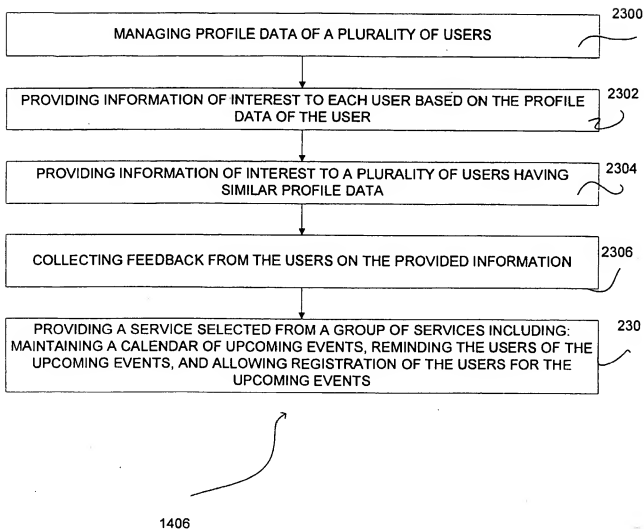 2300
MANAGING PROFILE DATA OF A PLURALITY OF USERS
2302
PROVIDING INFORMATION OF INTEREST TO EACH USER BASED ON THE PROFILE
DATA OF THE USER
2304
PROVIDING INFORMATION OF INTEREST TO A PLURALITY OF USERS HAVING
SIMILAR PROFILE DATA
2306
COLLECTING FEEDBACK FROM THE USERS ON THE PROVIDED INFORMATION
230
PROVIDING A SERVICE SELECTED FROM A GROUP OF SERVICES INCLUDING:
MAINTAINING A CALENDAR OF UPCOMING EVENTS, REMINDING THE USERS OF THE
UPCOMING EVENTS, AND ALLOWING REGISTRATION OF THE USERS FOR THE
UPCOMING EVENTS
1406